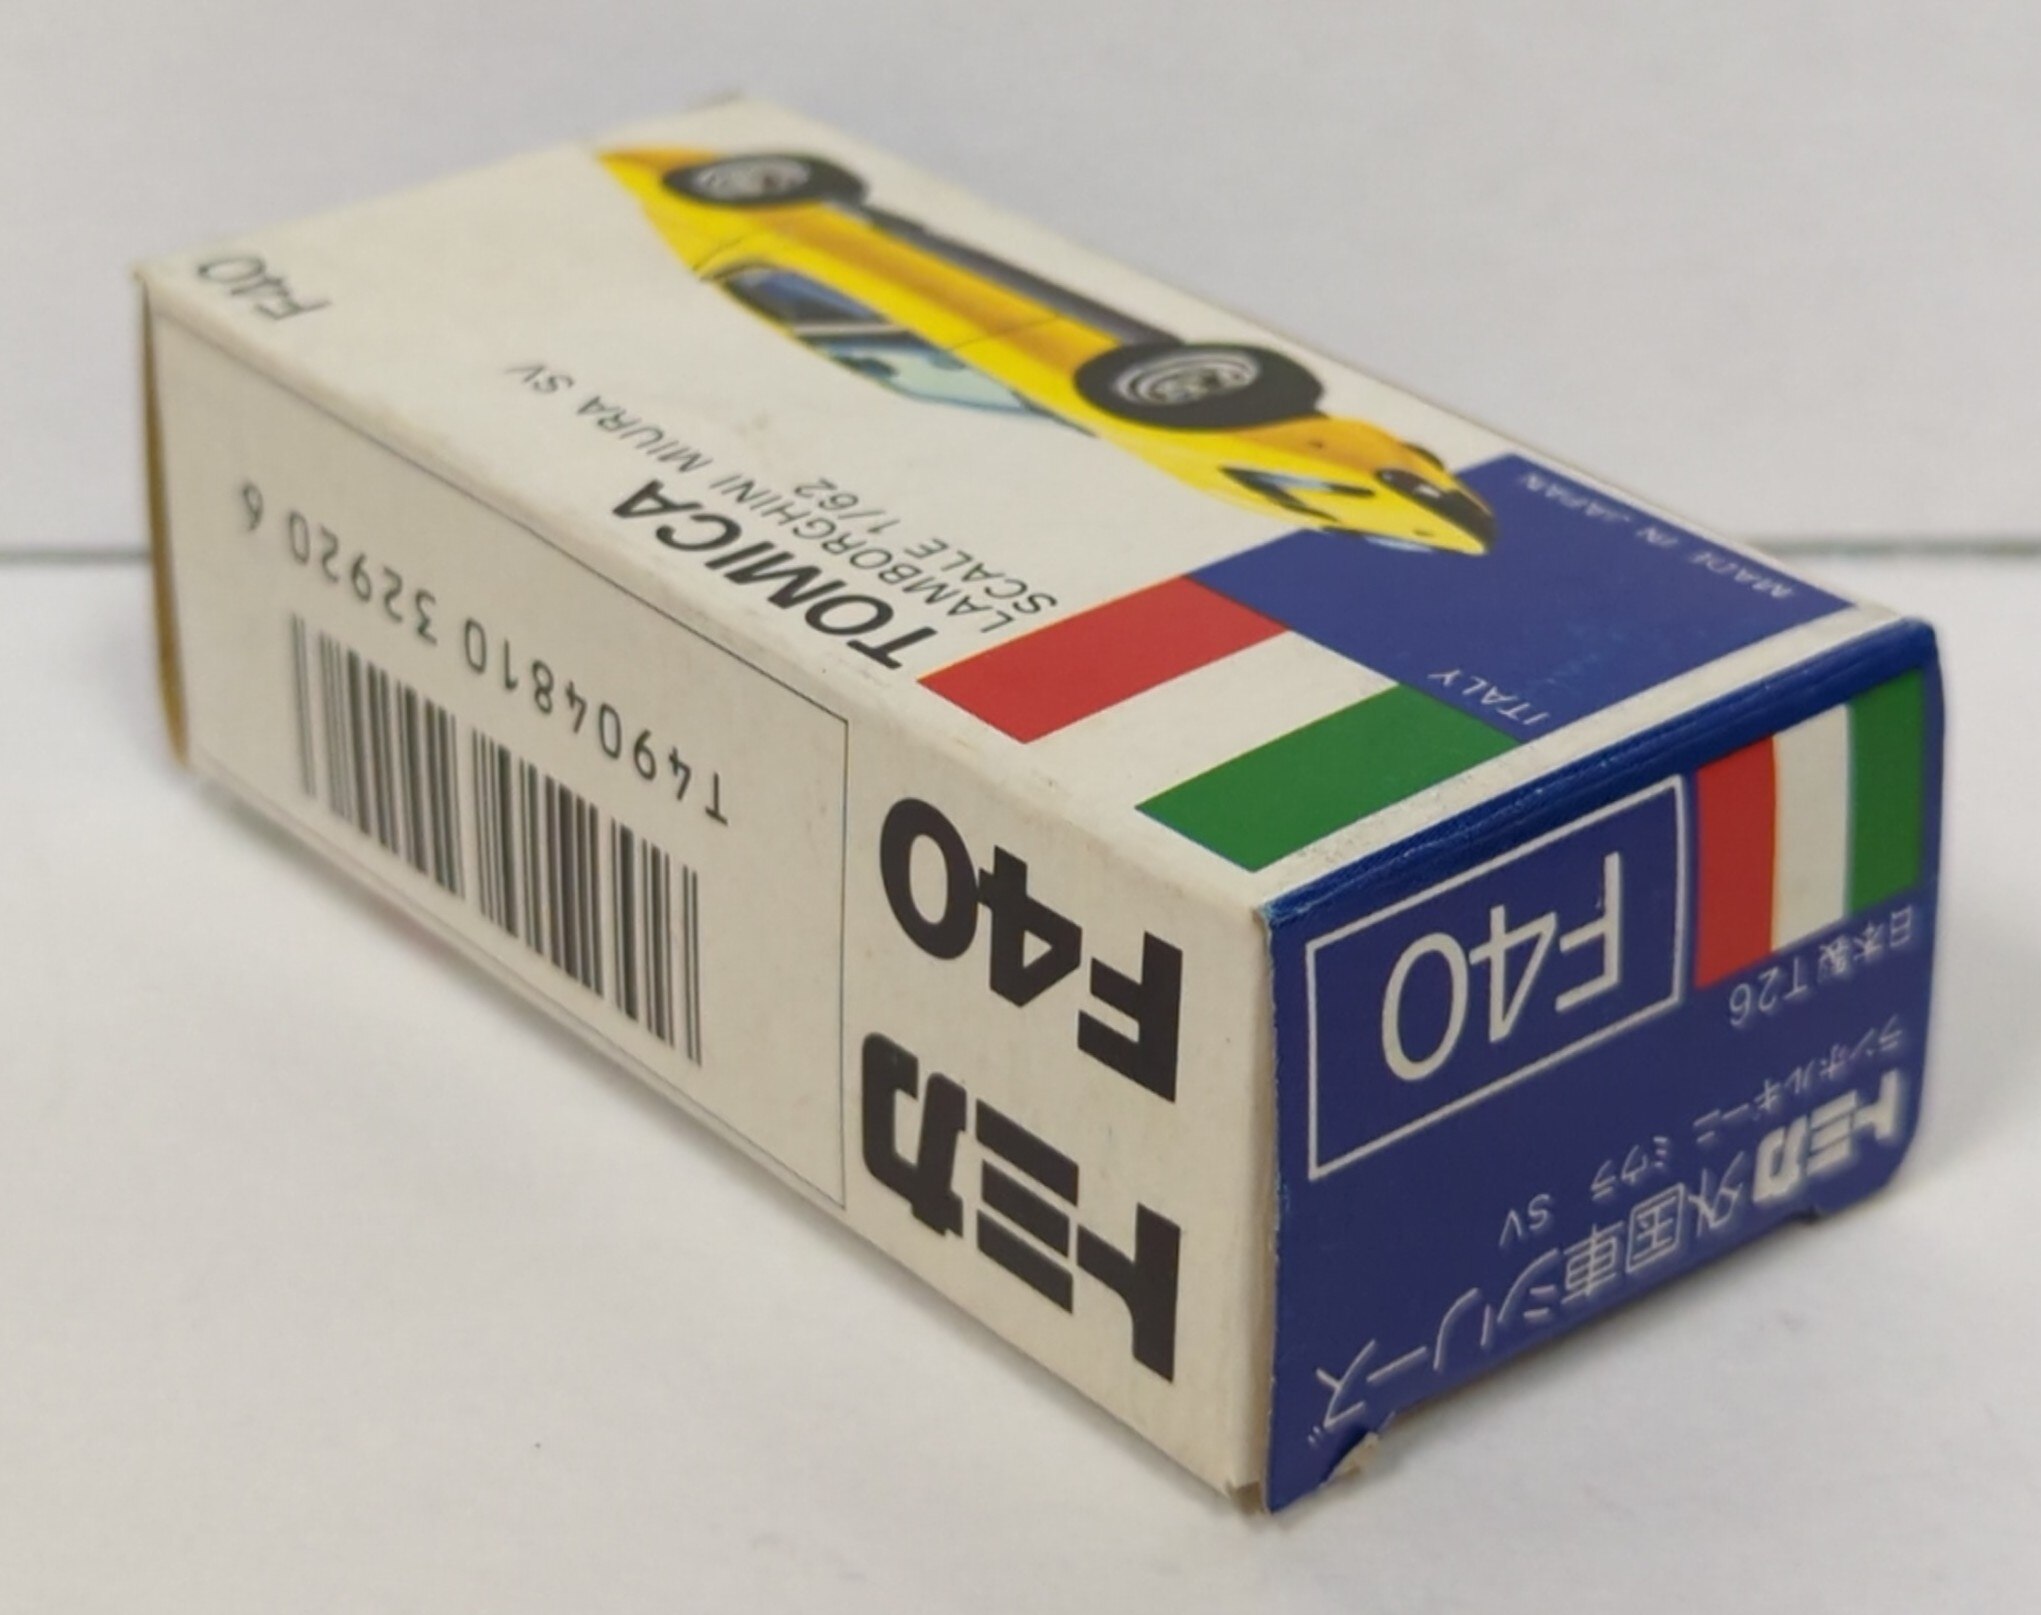 F40
TOMICA
LAMBORGHINI MIURA SV
SCALE 1/62
ITALY
MADE IN JAPAN
T4904810 32920 6
トミカ F40
トミカ外国車シリーズ
ランボルギーニ ミウラ SV
日本製 T26
F40